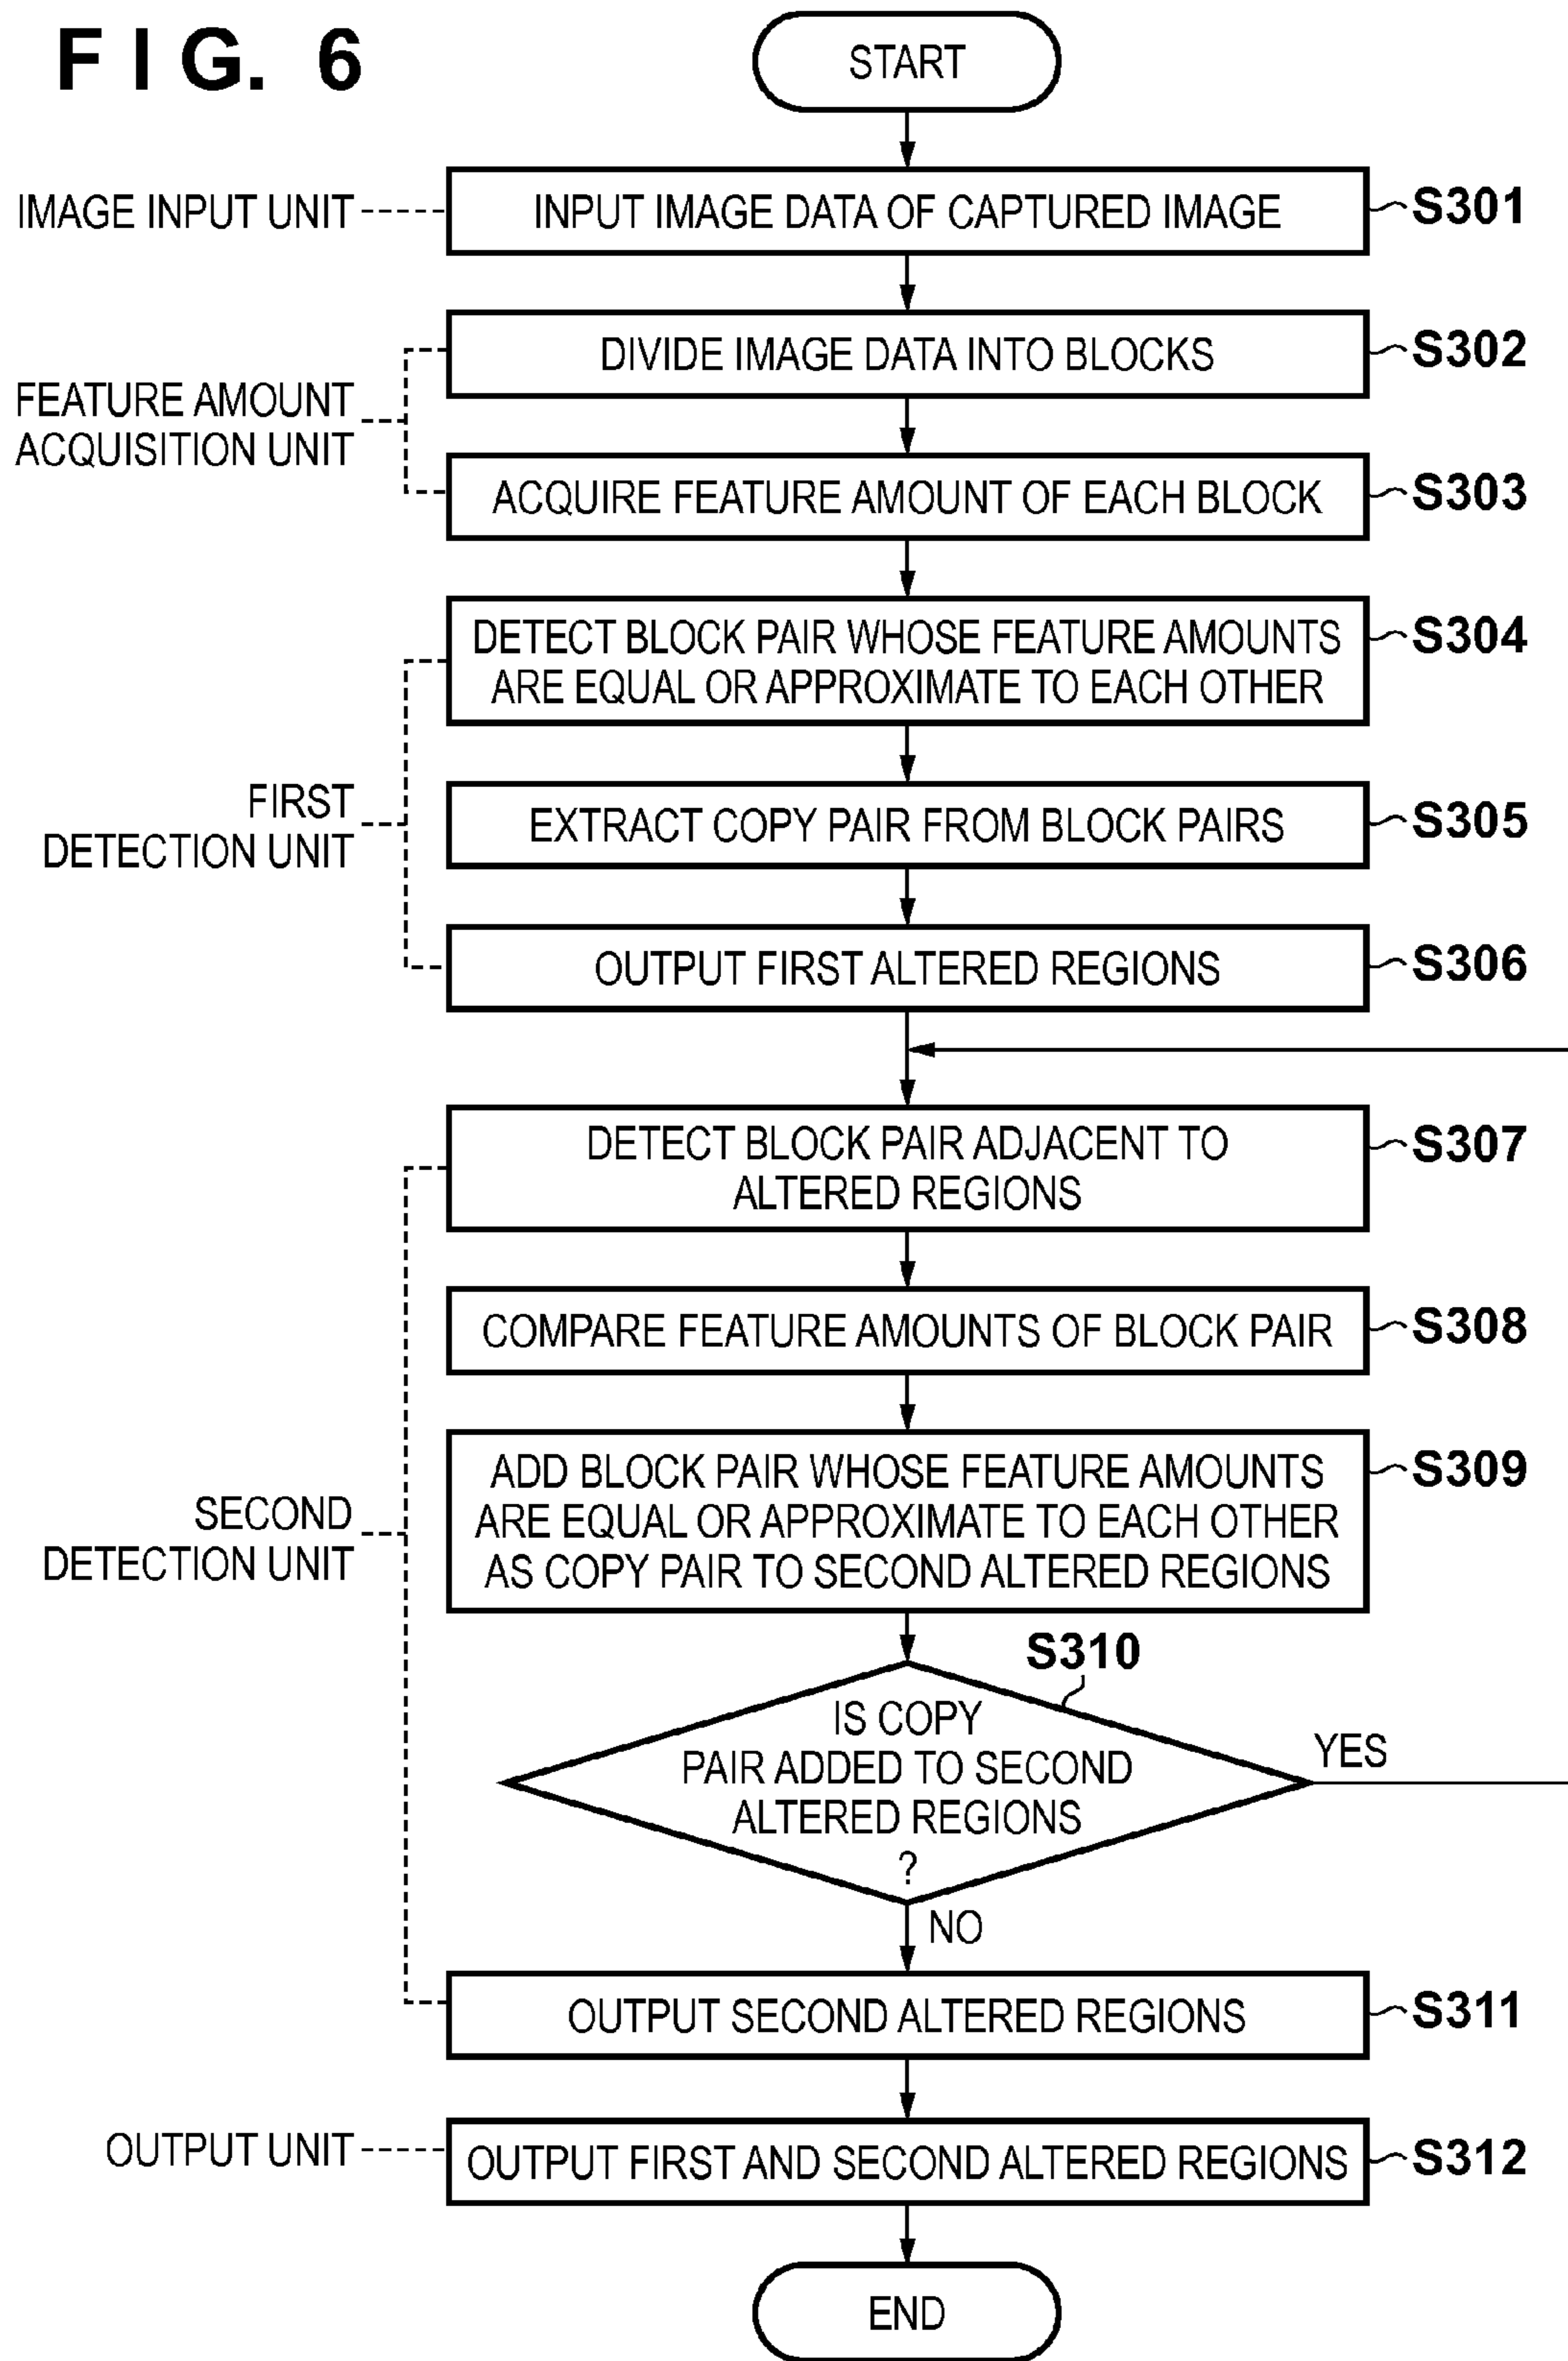 FIG. 6
START
IMAGE INPUT UNIT
INPUT IMAGE DATA OF CAPTURED IMAGE
S301
DIVIDE IMAGE DATA INTO BLOCKS
S302
FEATURE AMOUNT
ACQUISITION UNIT
ACQUIRE FEATURE AMOUNT OF EACH BLOCK
S303
DETECT BLOCK PAIR WHOSE FEATURE AMOUNTS
ARE EQUAL OR APPROXIMATE TO EACH OTHER
S304
FIRST
DETECTION UNIT
EXTRACT COPY PAIR FROM BLOCK PAIRS
S305
OUTPUT FIRST ALTERED REGIONS
S306
DETECT BLOCK PAIR ADJACENT TO
ALTERED REGIONS
S307
COMPARE FEATURE AMOUNTS OF BLOCK PAIR
S308
SECOND
DETECTION UNIT
ADD BLOCK PAIR WHOSE FEATURE AMOUNTS
ARE EQUAL OR APPROXIMATE TO EACH OTHER
AS COPY PAIR TO SECOND ALTERED REGIONS
S309
S310
IS COPY
PAIR ADDED TO SECOND
ALTERED REGIONS
?
YES
NO
OUTPUT SECOND ALTERED REGIONS
S311
OUTPUT UNIT
OUTPUT FIRST AND SECOND ALTERED REGIONS
S312
END